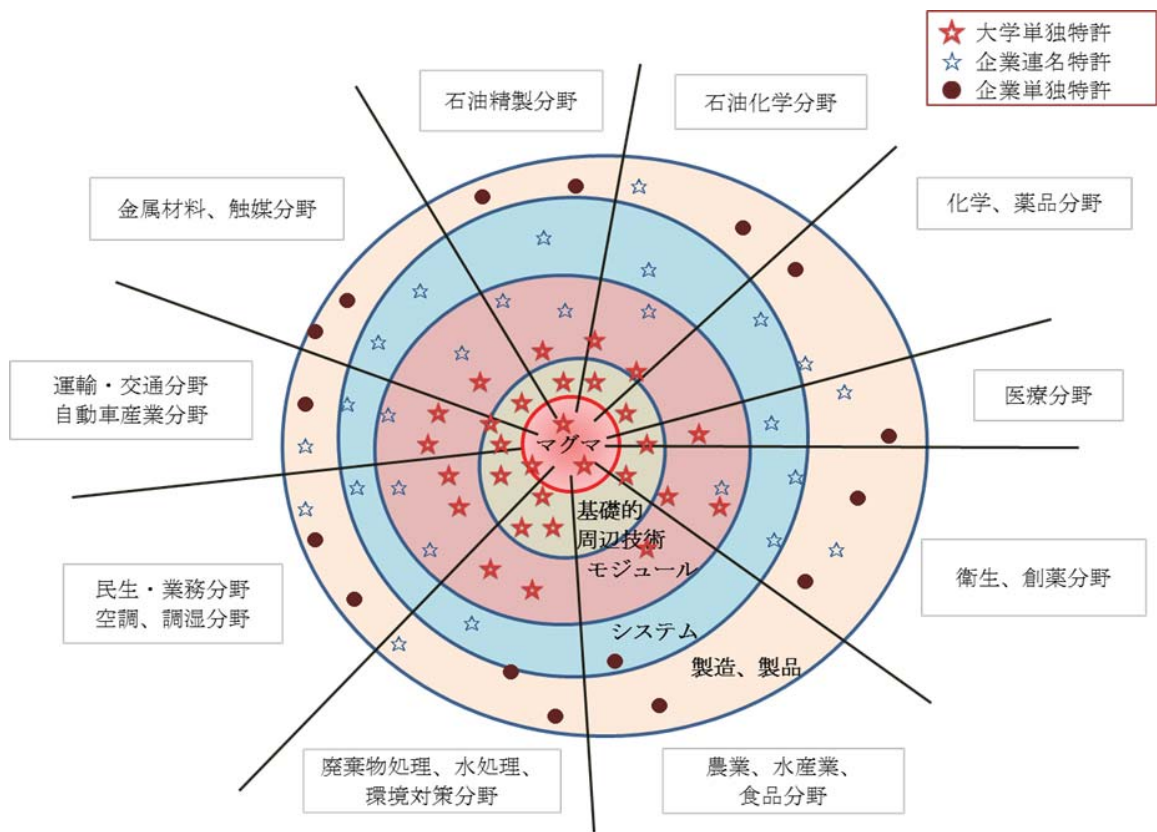 大学単独特許
企業連名特許
企業単独特許
石油精製分野
石油化学分野
金属材料、触媒分野
化学、薬品分野
運輸・交通分野
自動車産業分野
医療分野
マグマ
基礎的
周辺技術
モジュール
システム
製造、製品
民生・業務分野
空調、調湿分野
衛生、創薬分野
廃棄物処理、水処理、
環境対策分野
農業、水産業、
食品分野